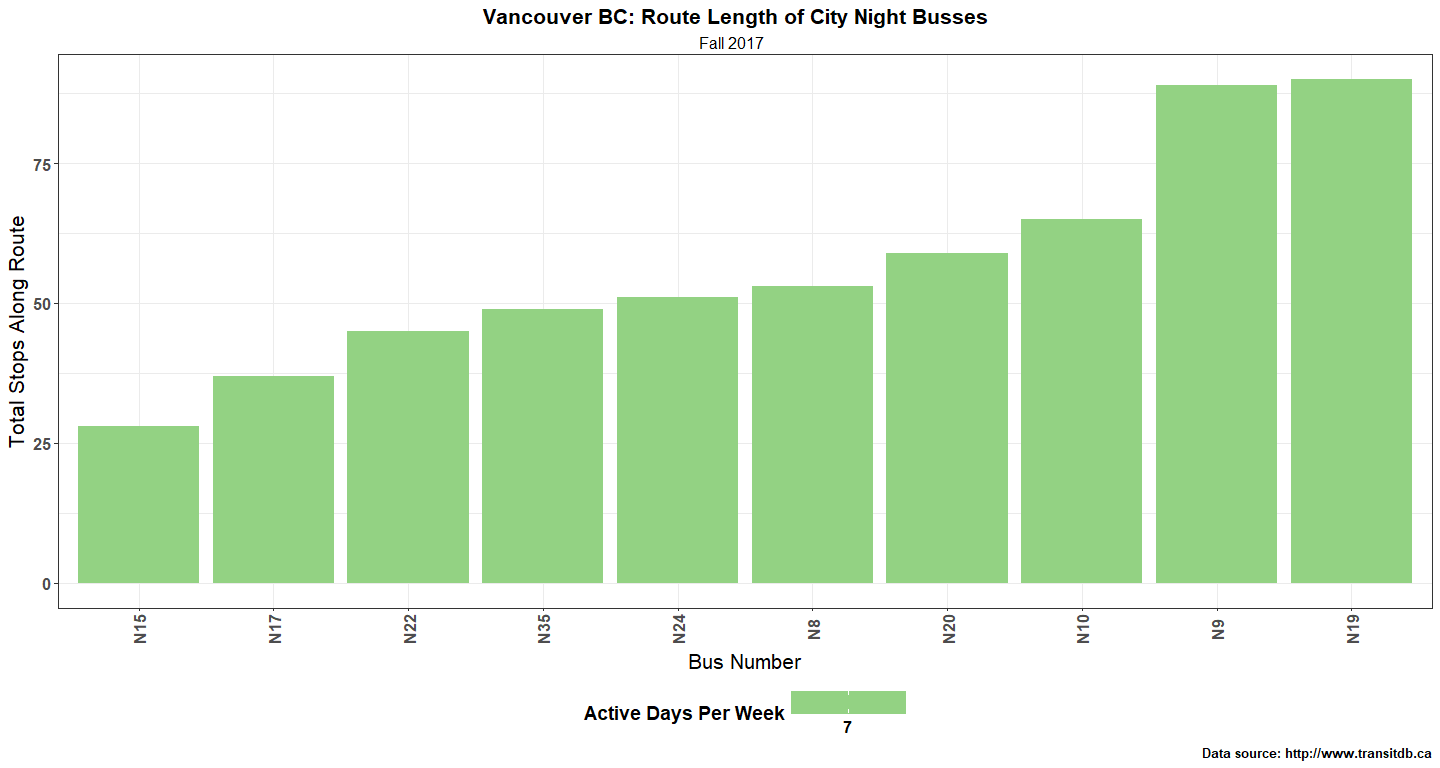 Vancouver BC: Route Length of City Night Busses
Fall 2017
Total Stops Along Route
75
50
25
0
N15 N17 N22 N35 N24 N8 N20 N10 N9 N19
Bus Number
Active Days Per Week
7
Data source: http://www.transitdb.ca